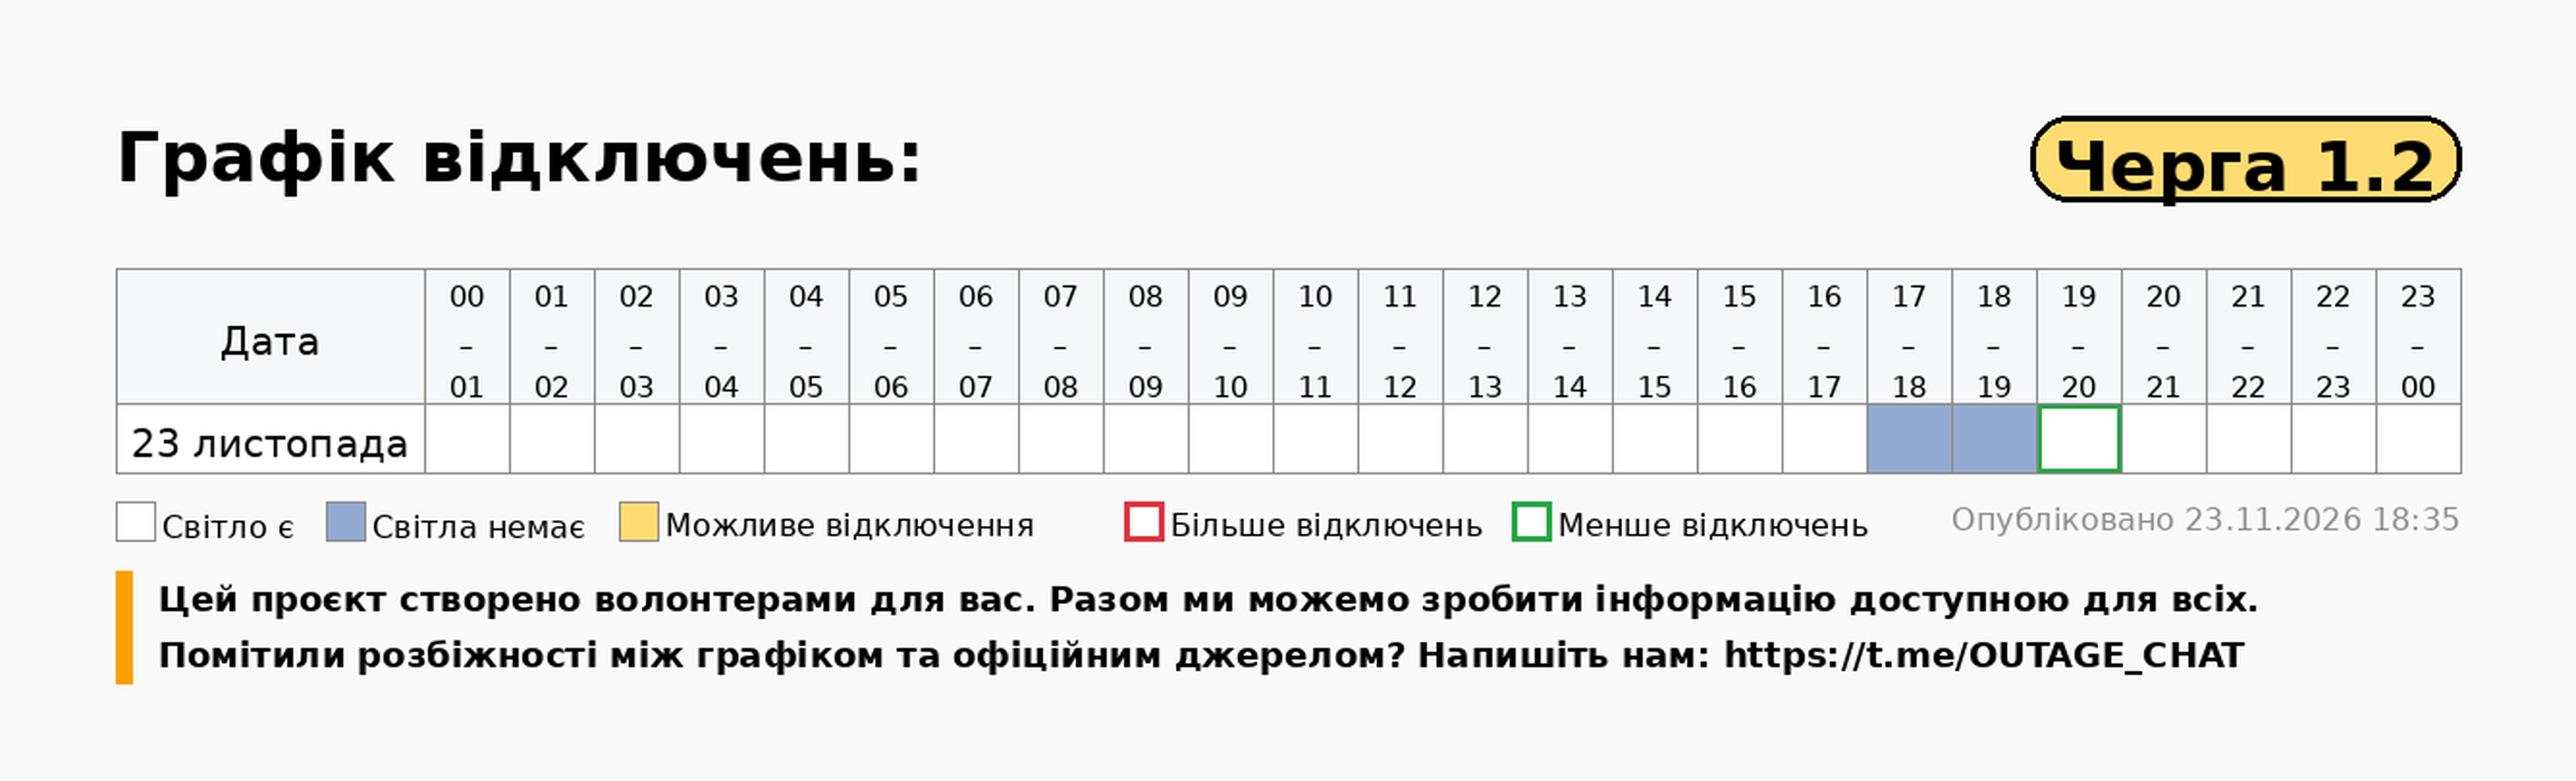 Графік відключень:
Черга 1.2
Дата
00 – 01
01 – 02
02 – 03
03 – 04
04 – 05
05 – 06
06 – 07
07 – 08
08 – 09
09 – 10
10 – 11
11 – 12
12 – 13
13 – 14
14 – 15
15 – 16
16 – 17
17 – 18
18 – 19
19 – 20
20 – 21
21 – 22
22 – 23
23 – 00
23 листопада
Світло є
Світла немає
Можливе відключення
Більше відключень
Менше відключень
Опубліковано 23.11.2026 18:35
Цей проєкт створено волонтерами для вас. Разом ми можемо зробити інформацію доступною для всіх.
Помітили розбіжності між графіком та офіційним джерелом? Напишіть нам: https://t.me/OUTAGE_CHAT